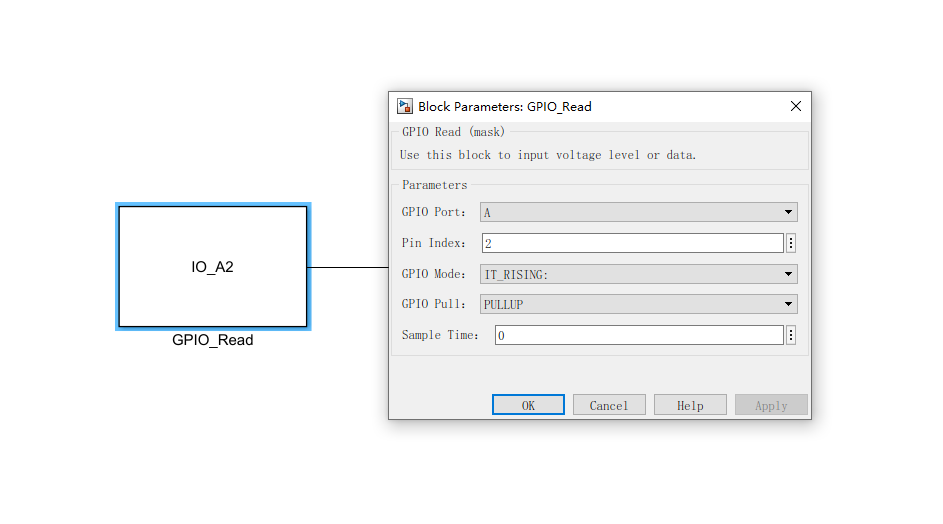 Block Parameters: GPIO_Read
GPIO Read (mask)
Use this block to input voltage level or data.
Parameters
GPIO Port: A
Pin Index: 2
GPIO Mode: IT_RISING:
GPIO Pull: PULLUP
Sample Time: 0
OK Cancel Help Apply
IO_A2
GPIO_Read